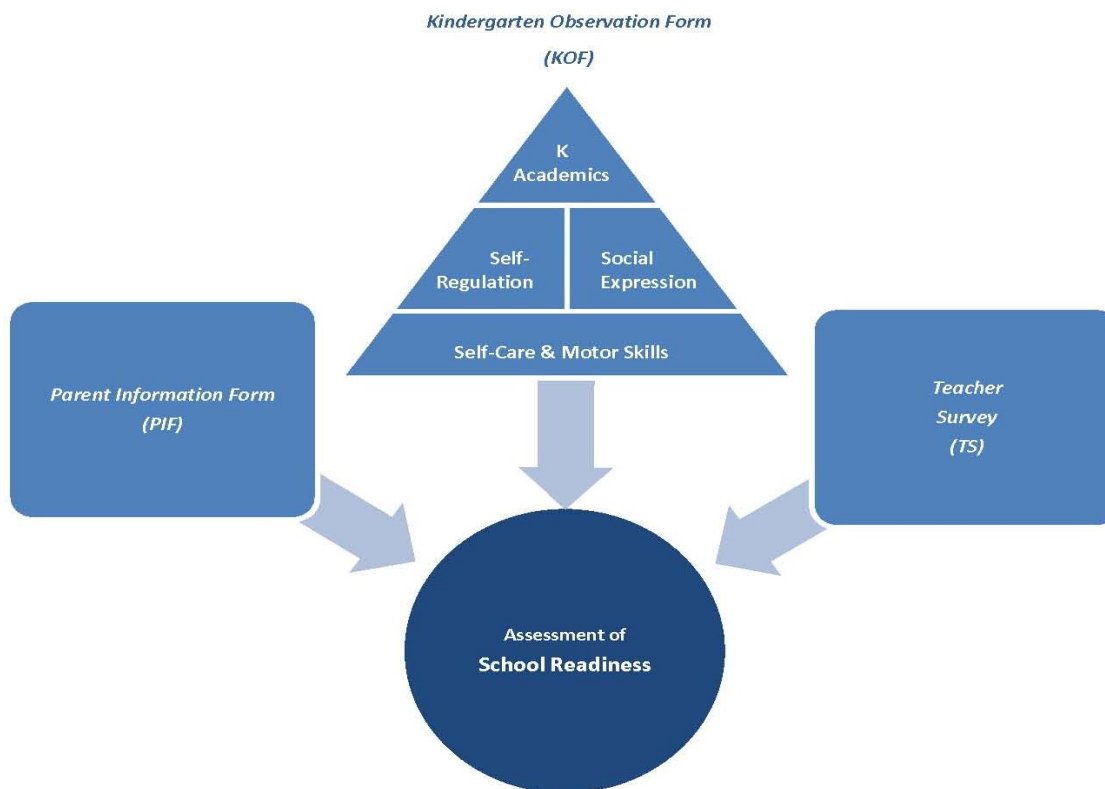 Kindergarten Observation Form
(KOF)
K
Academics
Self-
Regulation
Social
Expression
Self-Care & Motor Skills
Parent Information Form
(PIF)
Teacher
Survey
(TS)
Assessment of
School Readiness